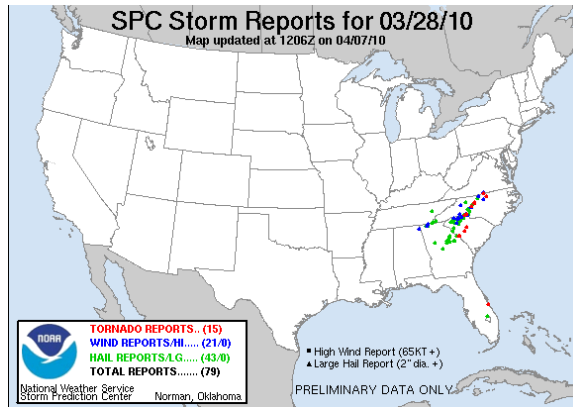 SPC Storm Reports for 03/28/10
Map updated at 1206Z on 04/07/10
NOAA
TORNADO REPORTS.. (15)
WIND REPORTS/HI..... (21/0)
HAIL REPORTS/LG..... (43/0)
TOTAL REPORTS....... (79)
National Weather Service
Storm Prediction Center Norman, Oklahoma
High Wind Report (65KT +)
Large Hail Report (2" dia. +)
PRELIMINARY DATA ONLY